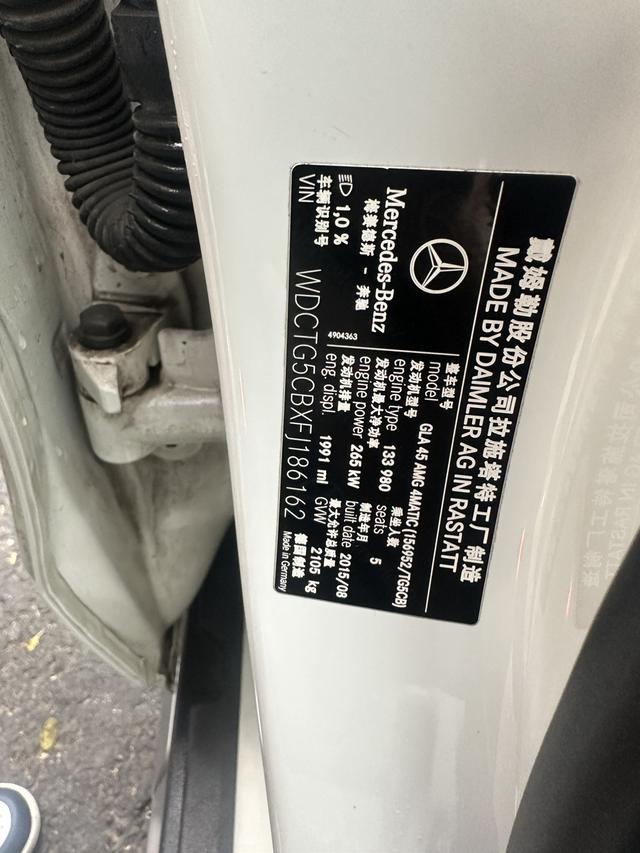 戴姆勒股份公司拉施塔特工厂制造
MADE BY DAIMLER AG IN RASTATT
Mercedes-Benz
梅赛德斯 - 奔驰
1,0 %
4904363
整车型号
model GLA 45 AMG 4MATIC (156952/TG5CB)
发动机型号 乘坐人数
engine type 133 980 seats 5
发动机最大净功率 制造年月
engine power 265 kW built date 2015/08
发动机排量 最大允许总质量
eng. displ. 1991 ml GVW 2105 kg
车辆识别号 德国制造
VIN WDCTG5CBXFJ186162 Made in Germany